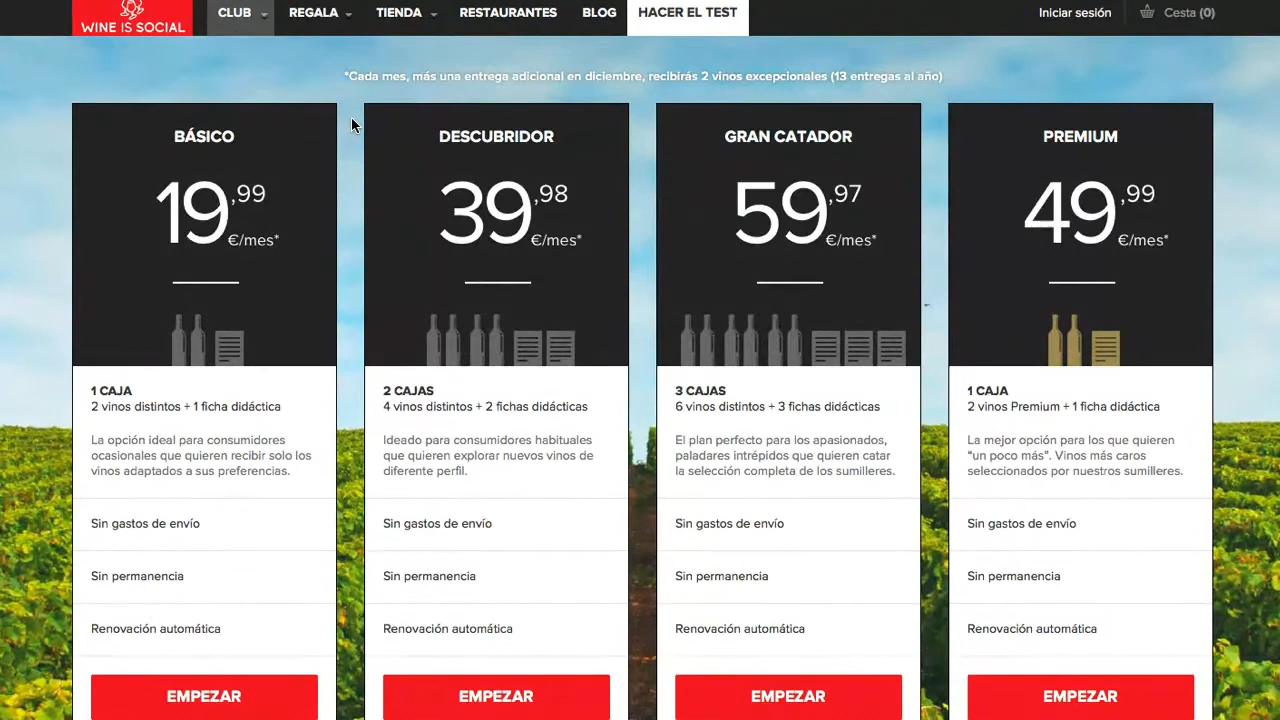 WINE IS SOCIAL
CLUB
REGALA
TIENDA
RESTAURANTES
BLOG
HACER EL TEST
Iniciar sesión
Cesta (0)
*Cada mes, más una entrega adicional en diciembre, recibirás 2 vinos excepcionales (13 entregas al año)
BÁSICO
19,99
€/mes*
1 CAJA
2 vinos distintos + 1 ficha didáctica
La opción ideal para consumidores
ocasionales que quieren recibir solo los
vinos adaptados a sus preferencias.
Sin gastos de envío
Sin permanencia
Renovación automática
EMPEZAR
DESCUBRIDOR
39,98
€/mes*
2 CAJAS
4 vinos distintos + 2 fichas didácticas
Ideado para consumidores habituales
que quieren explorar nuevos vinos de
diferente perfil.
Sin gastos de envío
Sin permanencia
Renovación automática
EMPEZAR
GRAN CATADOR
59,97
€/mes*
3 CAJAS
6 vinos distintos + 3 fichas didácticas
El plan perfecto para los apasionados,
paladares intrépidos que quieren catar
la selección completa de los sumilleres.
Sin gastos de envío
Sin permanencia
Renovación automática
EMPEZAR
PREMIUM
49,99
€/mes*
1 CAJA
2 vinos Premium + 1 ficha didáctica
La mejor opción para los que quieren
“un poco más”. Vinos más caros
seleccionados por nuestros sumilleres.
Sin gastos de envío
Sin permanencia
Renovación automática
EMPEZAR